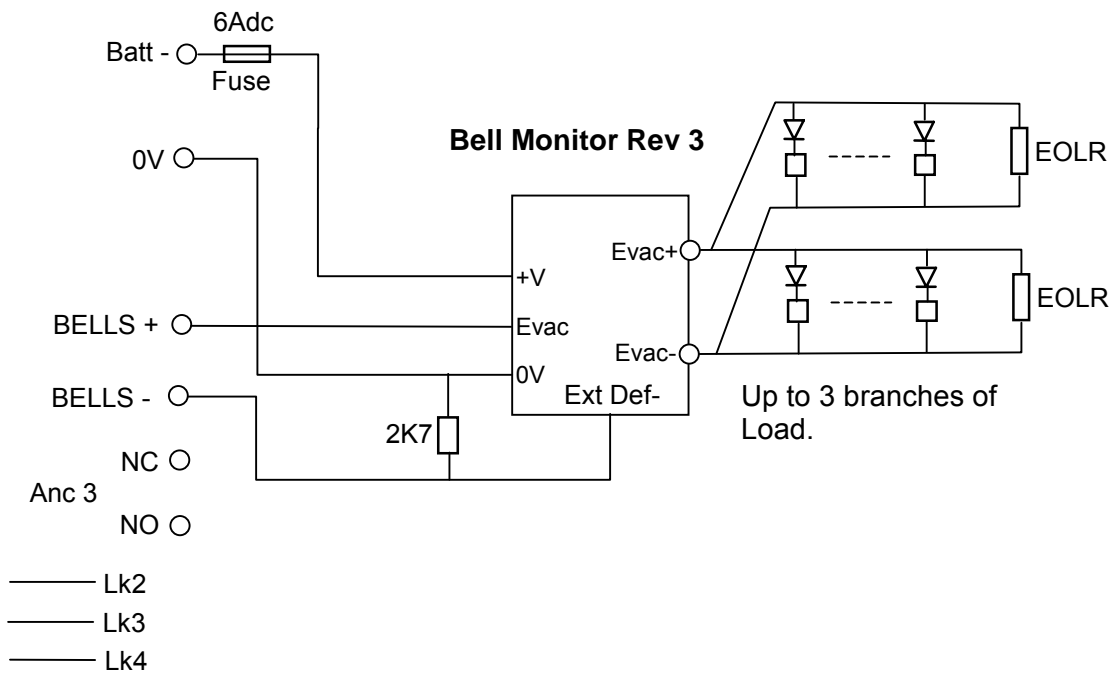 6Adc
Batt -
Fuse
Bell Monitor Rev 3
0V
EOLR
Evac+
+V
EOLR
BELLS +
Evac
Evac-
0V
BELLS -
Ext Def-
Up to 3 branches of
Load.
2K7
NC
Anc 3
NO
Lk2
Lk3
Lk4